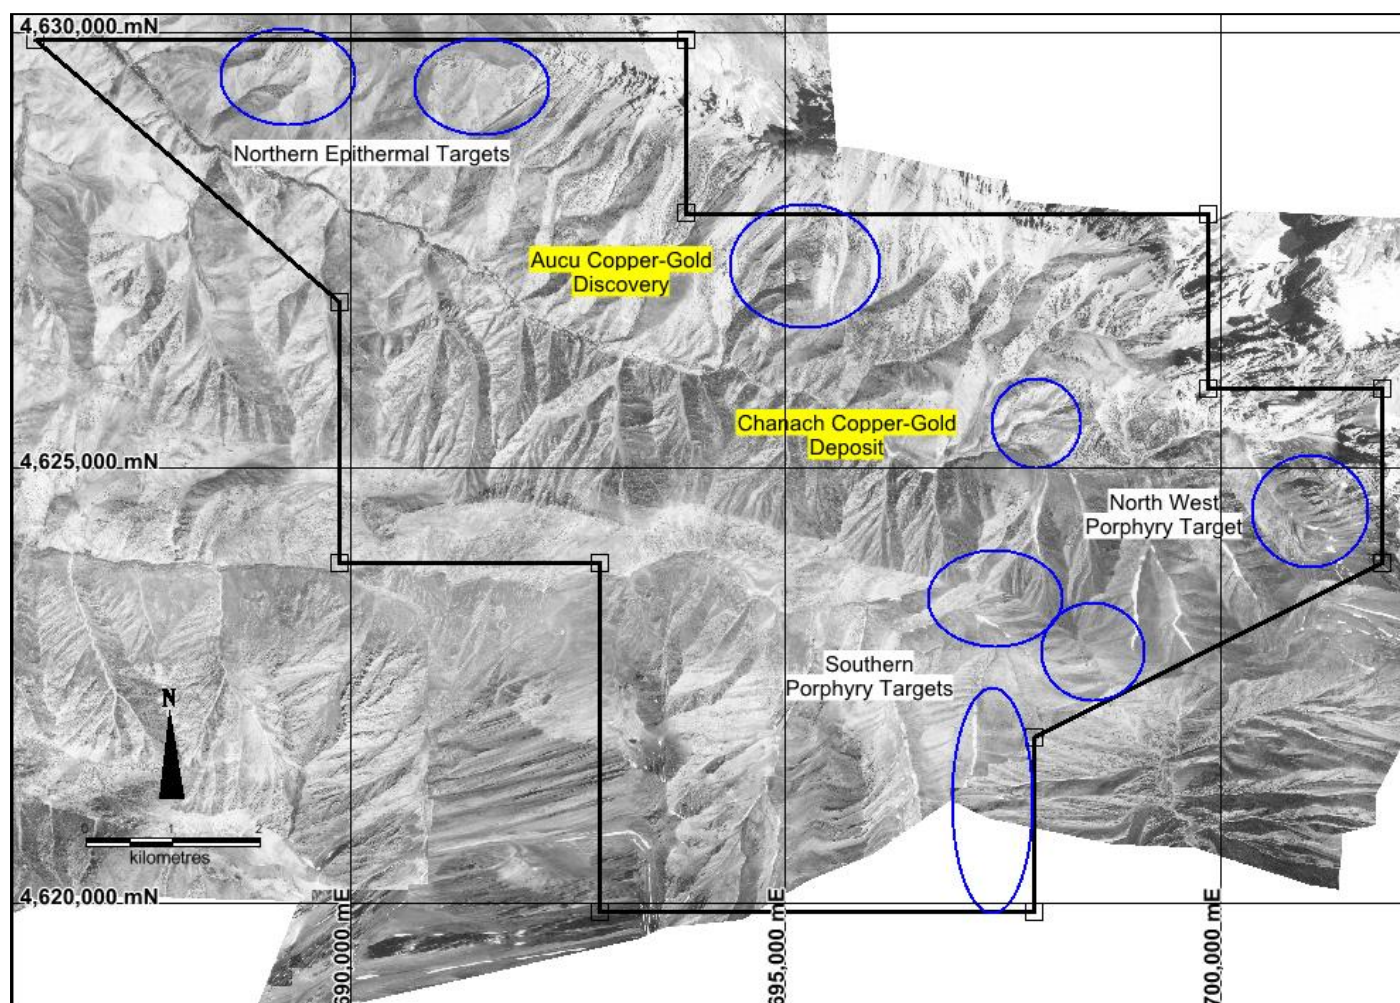 4,630,000 mN
Northern Epithermal Targets
Aucu Copper-Gold
Discovery
Chanach Copper-Gold
Deposit
4,625,000 mN
North West
Porphyry Target
Southern
Porphyry Targets
N
0 1 2
kilometres
4,620,000 mN
690,000 mE
695,000 mE
700,000 mE